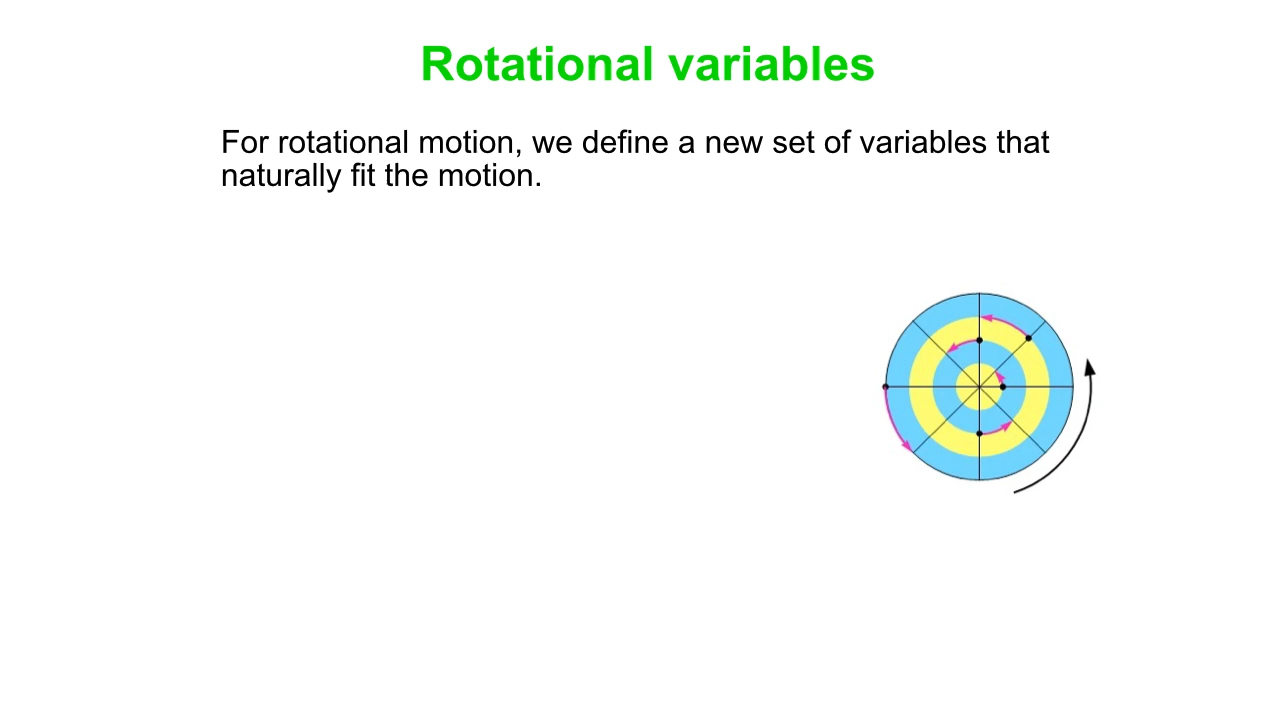 Rotational variables
For rotational motion, we define a new set of variables that
naturally fit the motion.